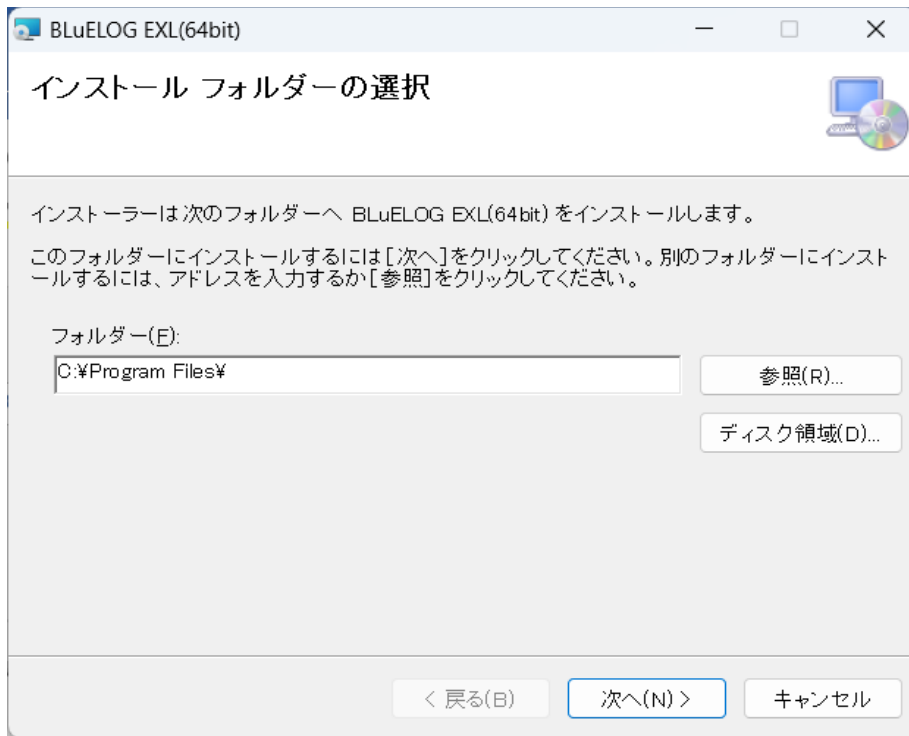 BLuELOG EXL(64bit)
インストール フォルダーの選択
インストーラーは次のフォルダーへ BLuELOG EXL(64bit) をインストールします。
このフォルダーにインストールするには[次へ]をクリックしてください。別のフォルダーにインスト
ールするには、アドレスを入力するか[参照]をクリックしてください。
フォルダー(F):
C:¥Program Files¥
参照(R)...
ディスク領域(D)...
< 戻る(B)
次へ(N) >
キャンセル